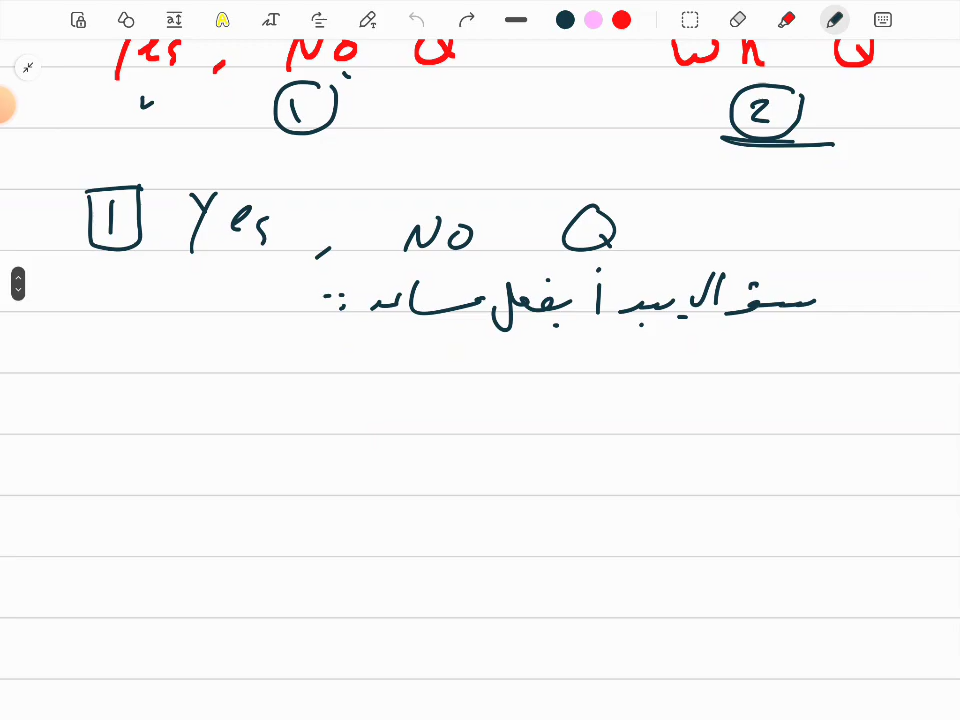 Yes, No Q Wh Q
1 2
1 Yes, No Q
سؤال يبدأ بفعل مساعد :-